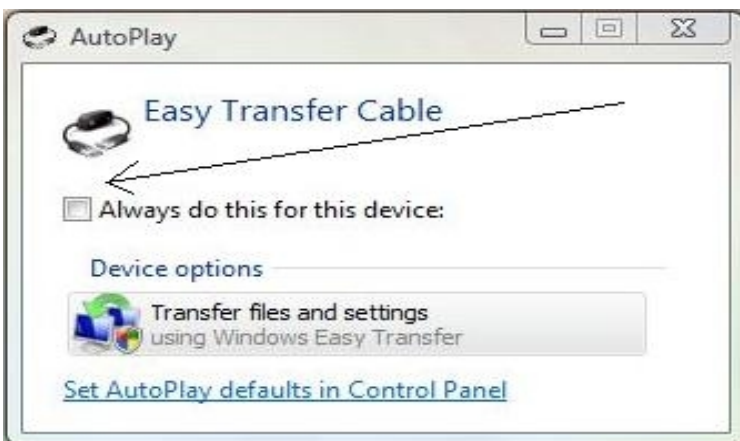 AutoPlay
Easy Transfer Cable
Always do this for this device:
Device options
Transfer files and settings
using Windows Easy Transfer
Set AutoPlay defaults in Control Panel